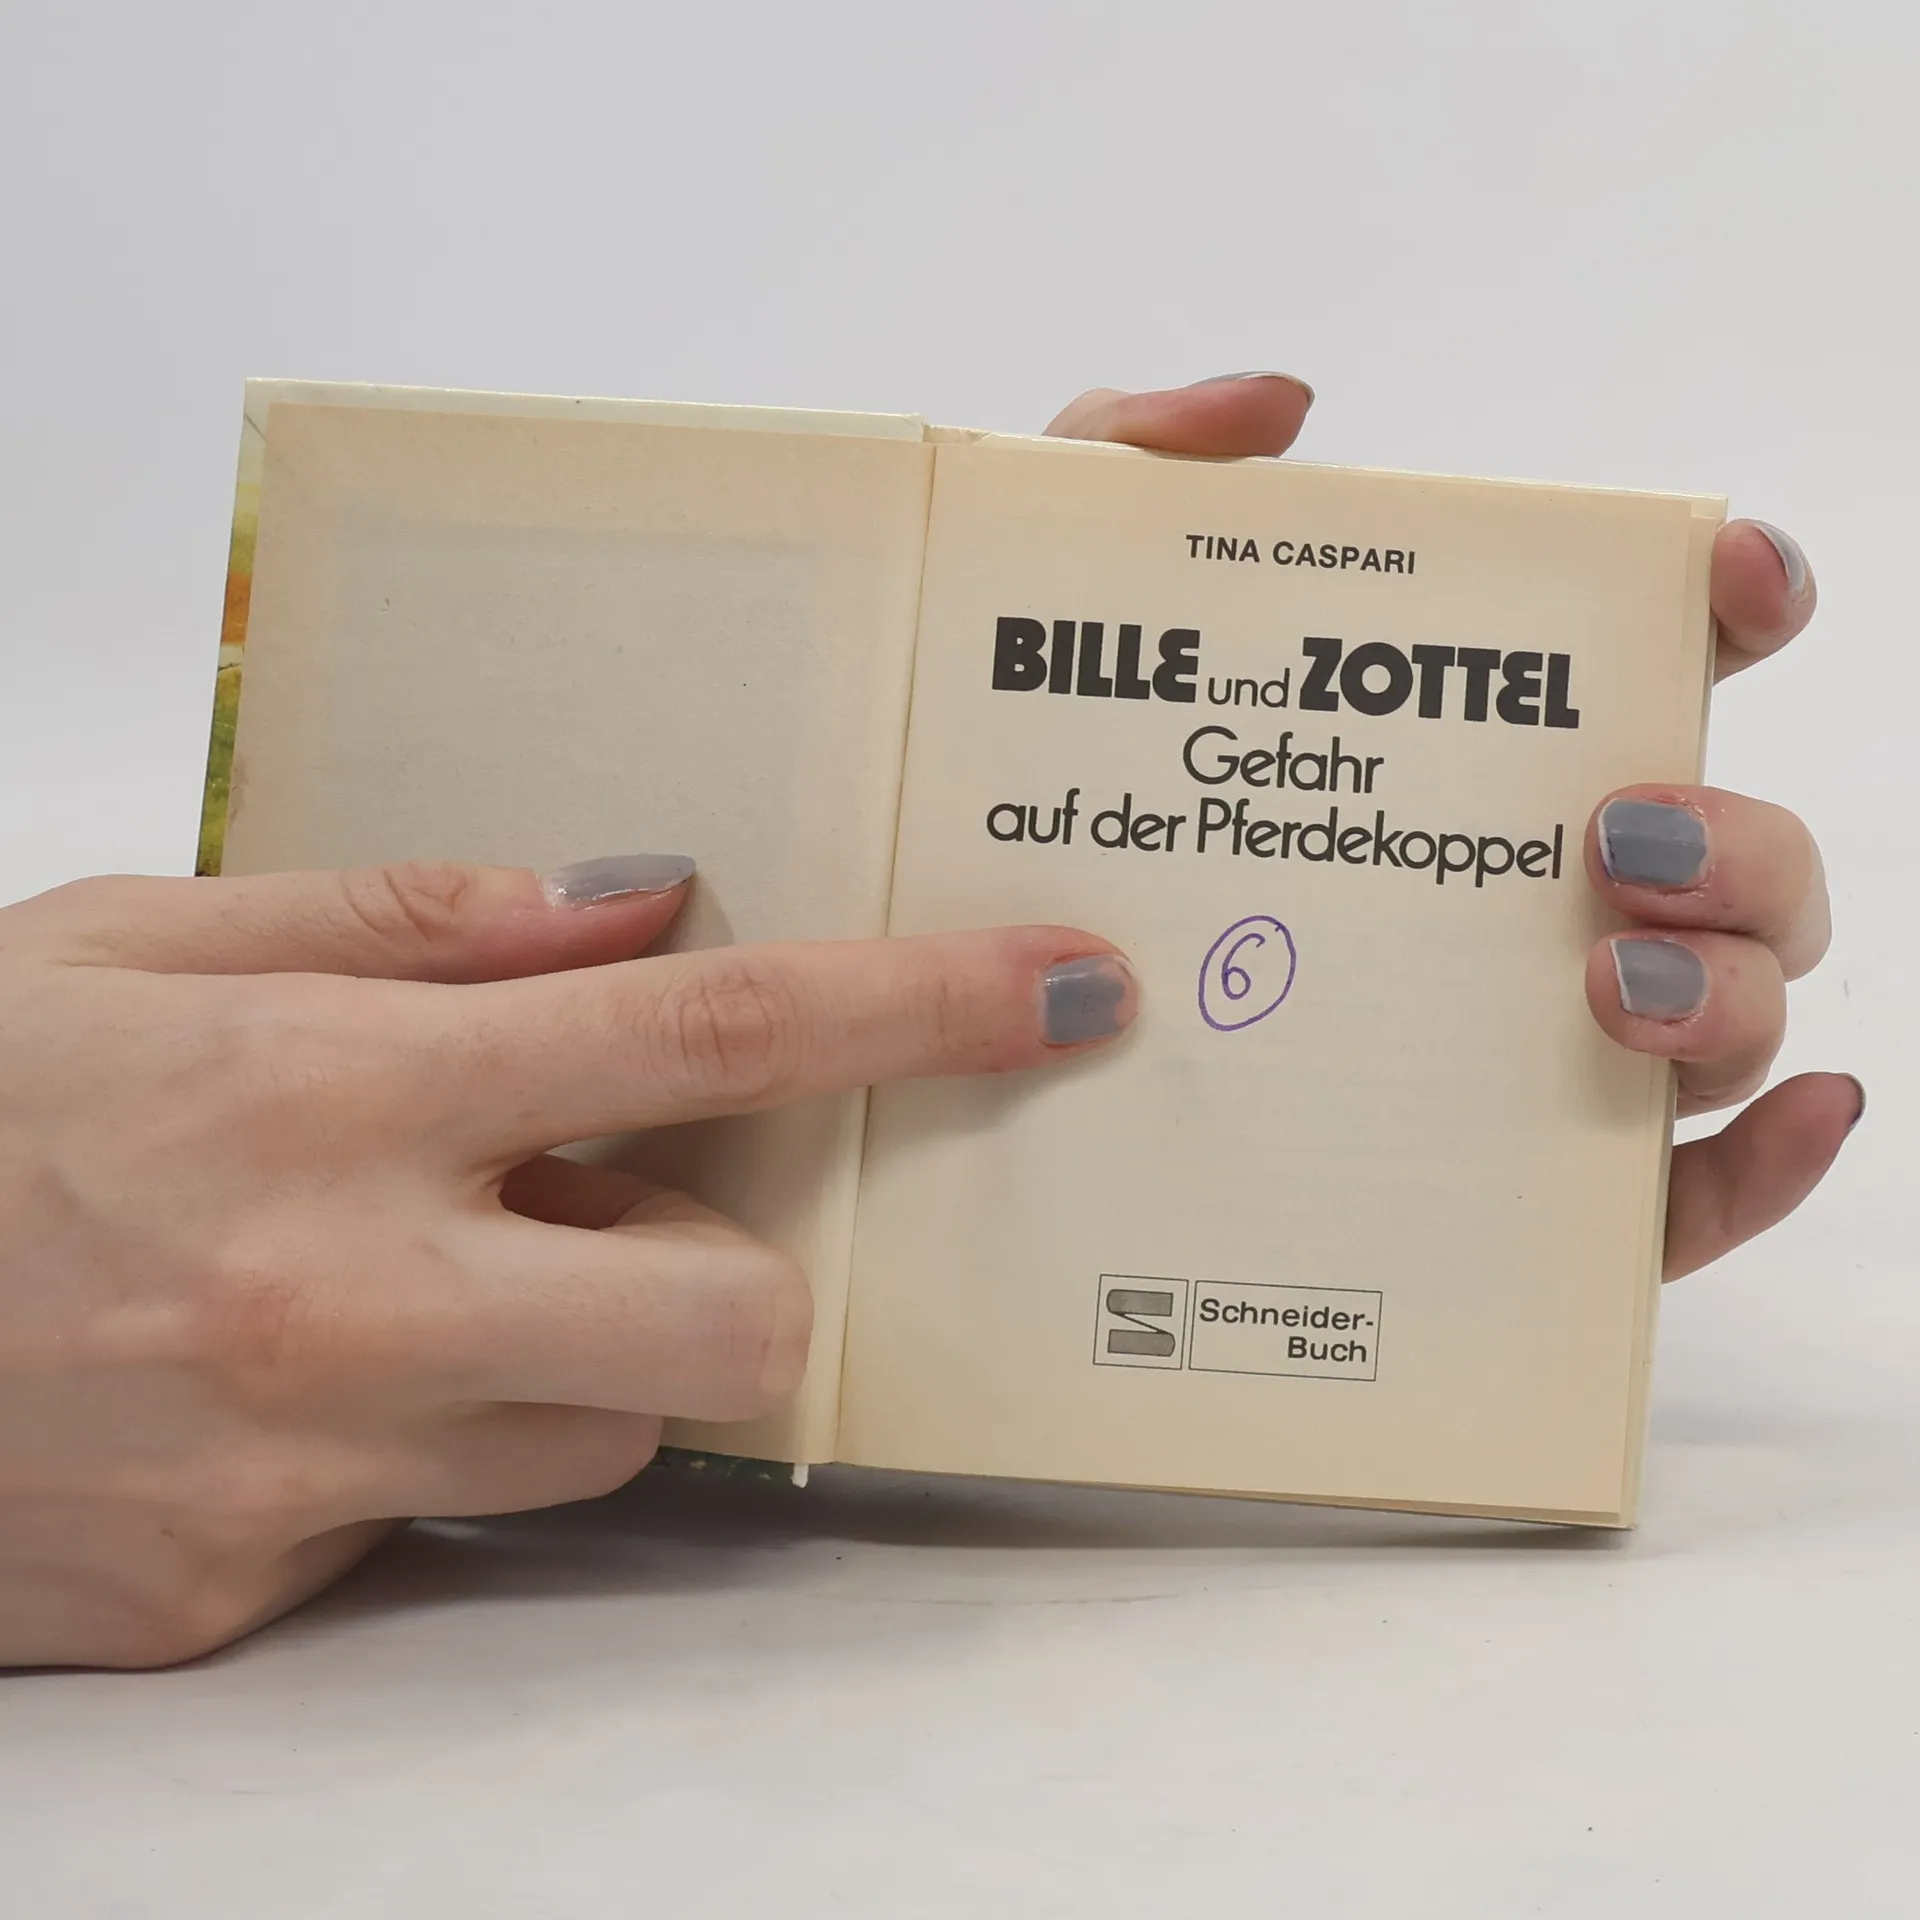 TINA CASPARI
BILLE und ZOTTEL
Gefahr
auf der Pferdekoppel
6
Schneider-
Buch